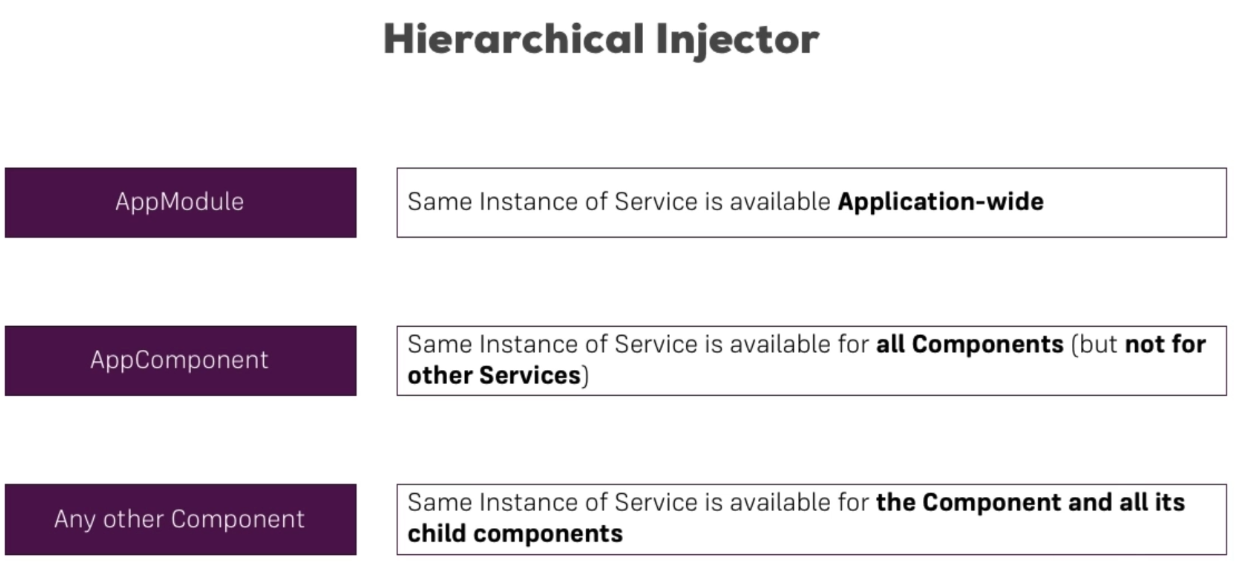 Hierarchical Injector
AppModule
Same Instance of Service is available Application-wide
AppComponent
Same Instance of Service is available for all Components (but not for
other Services)
Any other Component
Same Instance of Service is available for the Component and all its
child components